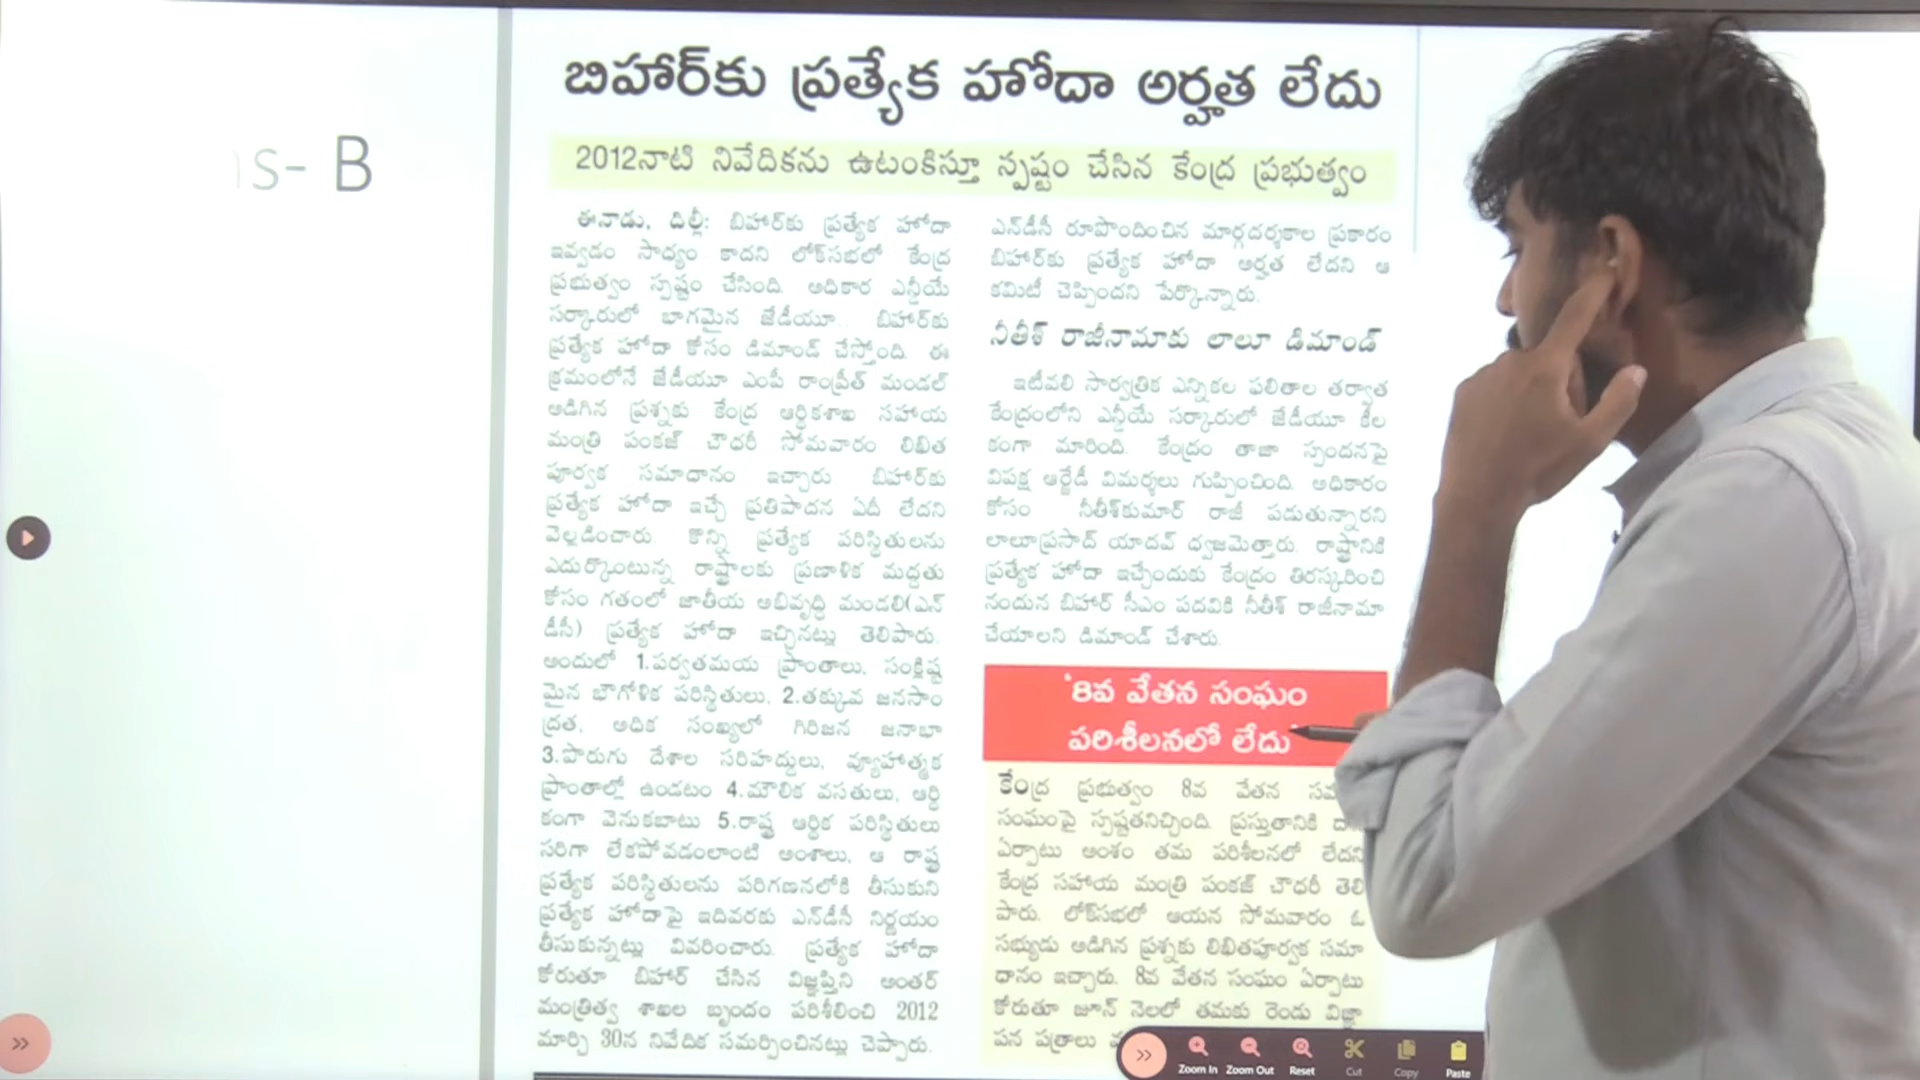 s- B
బిహార్‌కు ప్రత్యేక హోదా అర్హత లేదు
2012నాటి నివేదికను ఉటంకిస్తూ స్పష్టం చేసిన కేంద్ర ప్రభుత్వం
ఈనాడు, దిల్లీ: బిహార్‌కు ప్రత్యేక హోదా
ఇవ్వడం సాధ్యం కాదని లోక్‌సభలో కేంద్ర
ప్రభుత్వం స్పష్టం చేసింది. అధికార ఎన్డీయే
సర్కారులో భాగమైన జేడీయూ.. బిహార్‌కు
ప్రత్యేక హోదా కోసం డిమాండ్ చేస్తోంది. ఈ
క్రమంలోనే జేడీయూ ఎంపీ రాంప్రీత్ మండల్
అడిగిన ప్రశ్నకు కేంద్ర ఆర్థికశాఖ సహాయ
మంత్రి పంకజ్ చౌధరీ సోమవారం లిఖిత
పూర్వక సమాధానం ఇచ్చారు. బిహార్‌కు
ప్రత్యేక హోదా ఇచ్చే ప్రతిపాదన ఏదీ లేదని
వెల్లడించారు. కొన్ని ప్రత్యేక పరిస్థితులను
ఎదుర్కొంటున్న రాష్ట్రాలకు ప్రణాళిక మద్దతు
కోసం గతంలో జాతీయ అభివృద్ధి మండలి(ఎన్
డీసీ) ప్రత్యేక హోదా ఇచ్చినట్లు తెలిపారు.
అందులో 1.పర్వతమయ ప్రాంతాలు, సంక్లిష్ట
మైన భౌగోళిక పరిస్థితులు, 2.తక్కువ జనసాం
ద్రత, అధిక సంఖ్యలో గిరిజన జనాభా
3.పొరుగు దేశాల సరిహద్దులు, వ్యూహాత్మక
ప్రాంతాల్లో ఉండటం 4.మౌలిక వసతులు, ఆర్థి
కంగా వెనుకబాటు 5.రాష్ట్ర ఆర్థిక పరిస్థితులు
సరిగా లేకపోవడంలాంటి అంశాలు, ఆ రాష్ట్ర
ప్రత్యేక పరిస్థితులను పరిగణనలోకి తీసుకుని
ప్రత్యేక హోదాపై ఇదివరకు ఎన్‌డీసీ నిర్ణయం
తీసుకున్నట్లు వివరించారు. ప్రత్యేక హోదా
కోరుతూ బిహార్ చేసిన విజ్ఞప్తిని అంతర్
మంత్రిత్వ శాఖల బృందం పరిశీలించి 2012
మార్చి 30న నివేదిక సమర్పించినట్లు చెప్పారు.
ఎన్‌డీసీ రూపొందించిన మార్గదర్శకాల ప్రకారం
బిహార్‌కు ప్రత్యేక హోదా అర్హత లేదని ఆ
కమిటీ చెప్పిందని పేర్కొన్నారు.
నీతీశ్ రాజీనామాకు లాలూ డిమాండ్
ఇటీవలి సార్వత్రిక ఎన్నికల ఫలితాల తర్వాత
కేంద్రంలోని ఎన్డీయే సర్కారులో జేడీయూ కీల
కంగా మారింది. కేంద్రం తాజా స్పందనపై
విపక్ష ఆర్జేడీ విమర్శలు గుప్పించింది. అధికారం
కోసం నీతీశ్‌కుమార్ రాజీ పడుతున్నారని
లాలూప్రసాద్ యాదవ్ ధ్వజమెత్తారు. రాష్ట్రానికి
ప్రత్యేక హోదా ఇచ్చేందుకు కేంద్రం తిరస్కరించి
నందున బిహార్ సీఎం పదవికి నీతీశ్ రాజీనామా
చేయాలని డిమాండ్ చేశారు.
‘8వ వేతన సంఘం
పరిశీలనలో లేదు’
కేంద్ర ప్రభుత్వం 8వ వేతన
సంఘంపై స్పష్టతనిచ్చింది. ప్రస్తుతానికి
ఏర్పాటు అంశం తమ పరిశీలనలో లేదని
కేంద్ర సహాయ మంత్రి పంకజ్ చౌధరీ తెలి
పారు. లోక్‌సభలో ఆయన సోమవారం ఓ
సభ్యుడు అడిగిన ప్రశ్నకు లిఖితపూర్వక సమా
ధానం ఇచ్చారు. 8వ వేతన సంఘం ఏర్పాటు
కోరుతూ జూన్ నెలలో తమకు రెండు విజ్ఞా
పన పత్రాలు
Zoom In Zoom Out Reset Cut Copy Paste